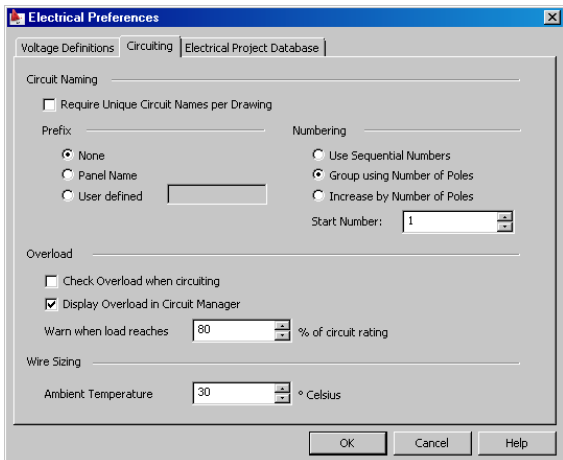 Electrical Preferences
Voltage Definitions Circuiting Electrical Project Database
Circuit Naming
Require Unique Circuit Names per Drawing
Prefix Numbering
None Use Sequential Numbers
Panel Name Group using Number of Poles
User defined Increase by Number of Poles
Start Number: 1
Overload
Check Overload when circuiting
Display Overload in Circuit Manager
Warn when load reaches 80 % of circuit rating
Wire Sizing
Ambient Temperature 30 ° Celsius
OK Cancel Help